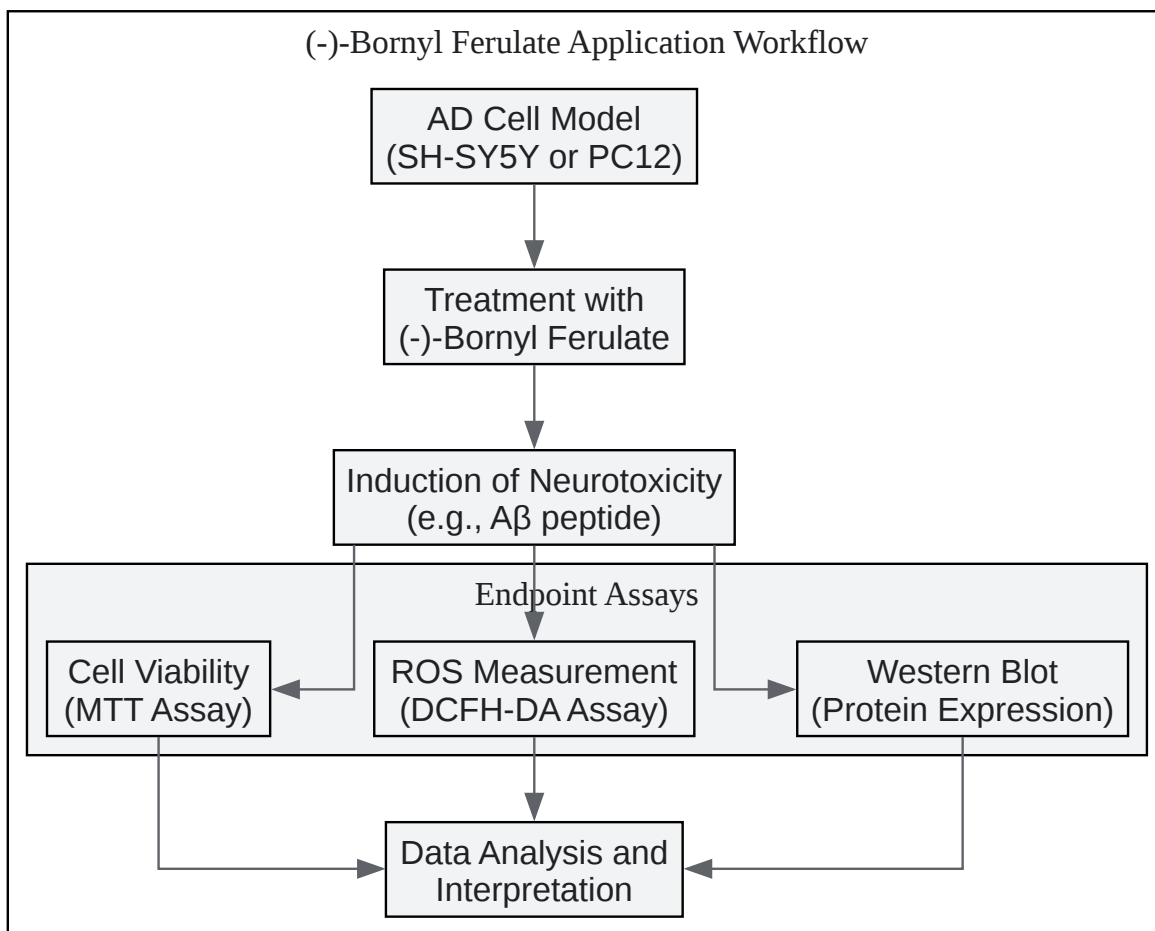 (-)-Bornyl Ferulate Application Workflow
AD Cell Model
(SH-SY5Y or PC12)
Treatment with
(-)-Bornyl Ferulate
Induction of Neurotoxicity
(e.g., Aβ peptide)
Endpoint Assays
Cell Viability
(MTT Assay)
ROS Measurement
(DCFH-DA Assay)
Western Blot
(Protein Expression)
Data Analysis and
Interpretation